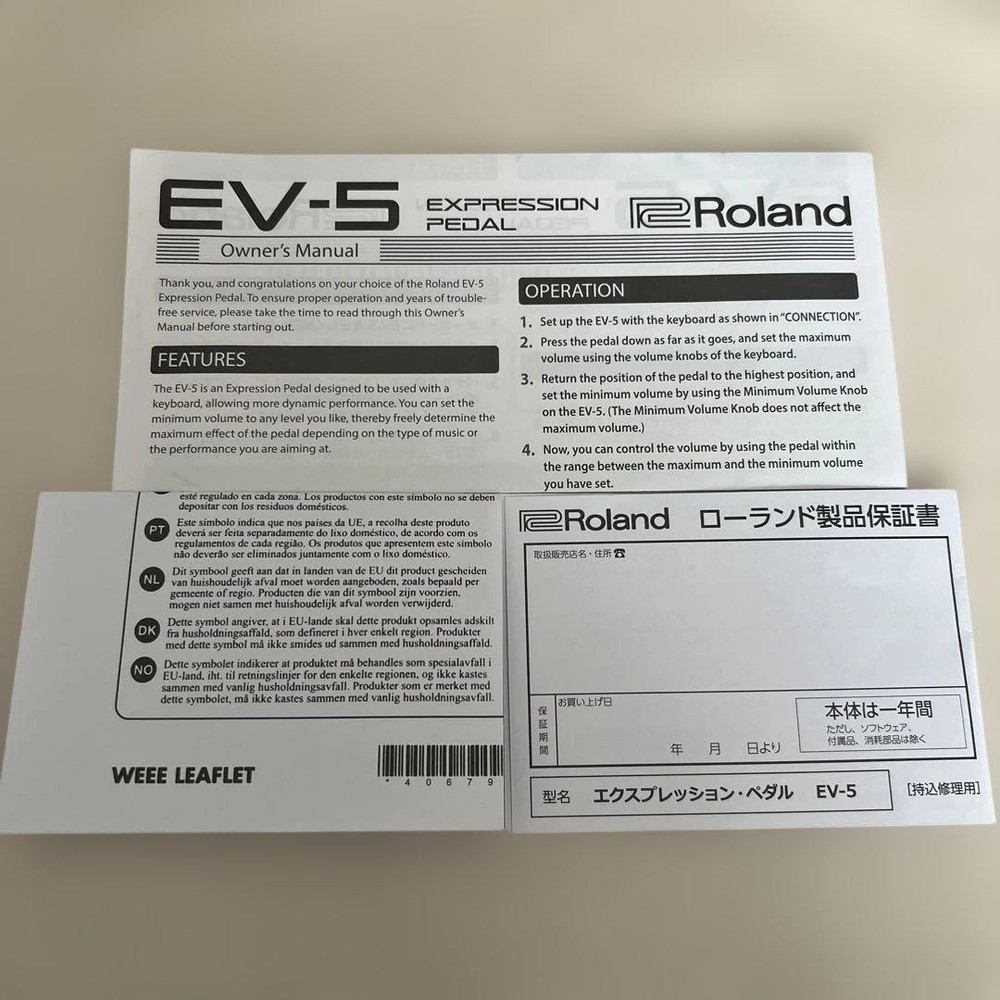 EV-5 EXPRESSION PEDAL Roland
Owner's Manual
Thank you, and congratulations on your choice of the Roland EV-5
Expression Pedal. To ensure proper operation and years of trouble-
free service, please take the time to read through this Owner's
Manual before starting out.
FEATURES
The EV-5 is an Expression Pedal designed to be used with a
keyboard, allowing more dynamic performance. You can set the
minimum volume to any level you like, thereby freely determine the
maximum effect of the pedal depending on the type of music or
the performance you are aiming at.
OPERATION
1. Set up the EV-5 with the keyboard as shown in "CONNECTION".
2. Press the pedal down as far as it goes, and set the maximum
volume using the volume knobs of the keyboard.
3. Return the position of the pedal to the highest position, and
set the minimum volume by using the Minimum Volume Knob
on the EV-5. (The Minimum Volume Knob does not affect the
maximum volume.)
4. Now, you can control the volume by using the pedal within
the range between the maximum and the minimum volume
you have set.
esté regulado en cada zona. Los productos con este símbolo no se deben
depositar con los residuos domésticos.
PT Este símbolo indica que nos países da UE, a recolha deste produto
deverá ser feita separadamente do lixo doméstico, de acordo com os
regulamentos de cada região. Os produtos que apresentem este símbolo
não deverão ser eliminados juntamente com o lixo doméstico.
NL Dit symbool geeft aan dat in landen van de EU dit product gescheiden
van huishoudelijk afval moet worden aangeboden, zoals bepaald per
gemeente of regio. Producten die van dit symbool zijn voorzien,
mogen niet samen met huishoudelijk afval worden verwijderd.
DK Dette symbol angiver, at i EU-lande skal dette produkt opsamles adskilt
fra husholdningsaffald, som defineret i hver enkelt region. Produkter
med dette symbol må ikke smides ud sammen med husholdningsaffald.
NO Dette symbolet indikerer at produktet må behandles som spesialavfall i
EU-land, iht. til retningslinjer for den enkelte regionen, og ikke kastes
sammen med vanlig husholdningsavfall. Produkter som er merket med
dette symbolet, må ikke kastes sammen med vanlig husholdningsavfall.
WEEE LEAFLET
* 4 0 6 7 9
Roland ローランド製品保証書
取扱販売店名・住所 ☎
保証期間
お買い上げ日
年 月 日より
本体は一年間
ただし、ソフトウェア、
付属品、消耗部品は除く
型名 エクスプレッション・ペダル EV-5
［持込修理用］